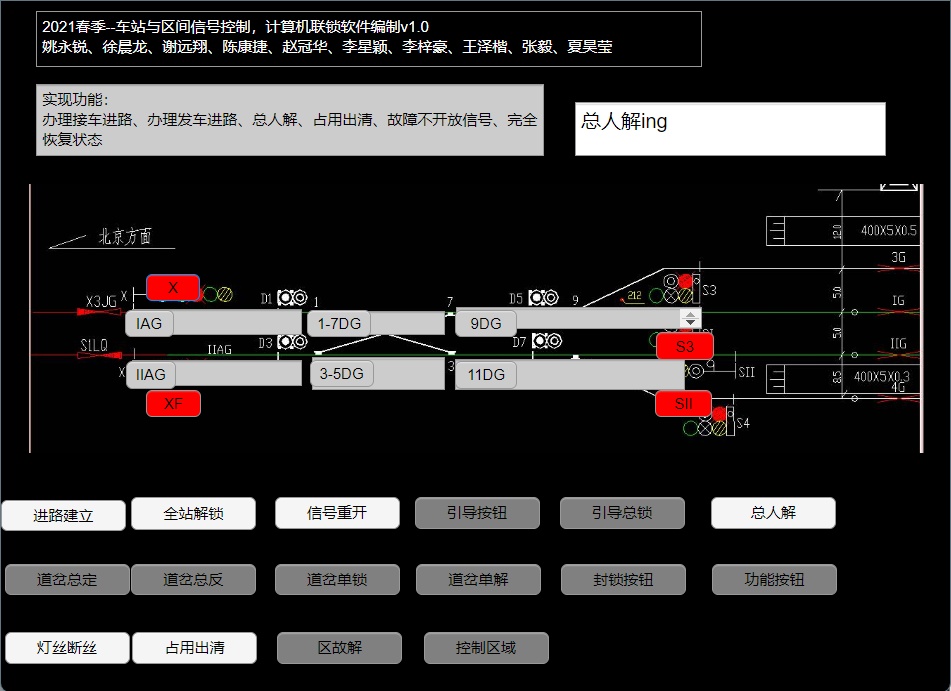 2021春季--车站与区间信号控制，计算机联锁软件编制v1.0
姚永锐、徐晨龙、谢远翔、陈康捷、赵冠华、李星颖、李梓豪、王泽楷、张毅、夏昊莹
实现功能：
办理接车进路、办理发车进路、总人解、占用出清、故障不开放信号、完全
恢复状态
总人解ing
北京方面
12.0
400X5X0.5
3G
X3JG
X
X
D1
1
7
D5
9
212
S3
5.0
IG
IAG
1-7DG
9DG
S1LQ
IIAG
D3
D7
S3
5.0
IIG
X
IIAG
3-5DG
3
11DG
SII
8.5
400X5X0.3
4G
XF
SII
S4
进路建立
全站解锁
信号重开
引导按钮
引导总锁
总人解
道岔总定
道岔总反
道岔单锁
道岔单解
封锁按钮
功能按钮
灯丝断丝
占用出清
区故解
控制区域